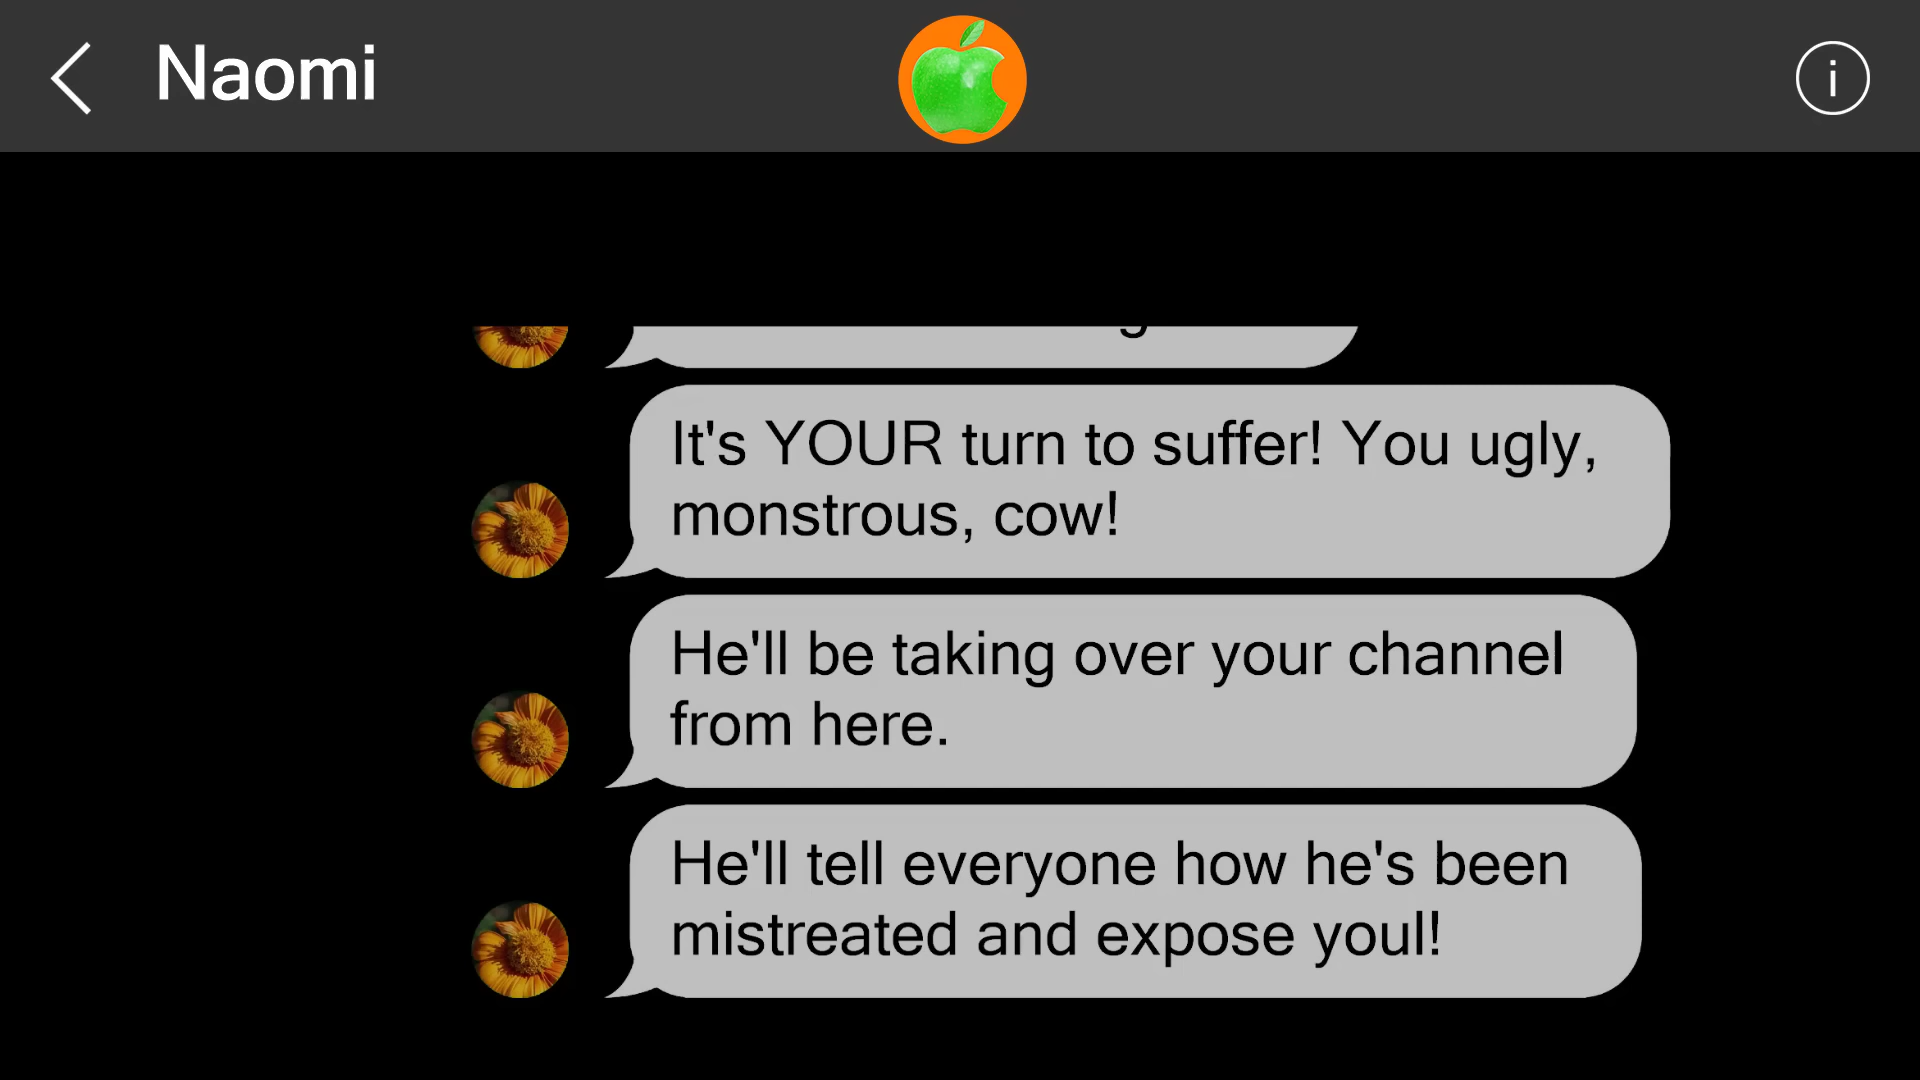 Naomi
i
It's YOUR turn to suffer! You ugly,
monstrous, cow!
He'll be taking over your channel
from here.
He'll tell everyone how he's been
mistreated and expose youl!